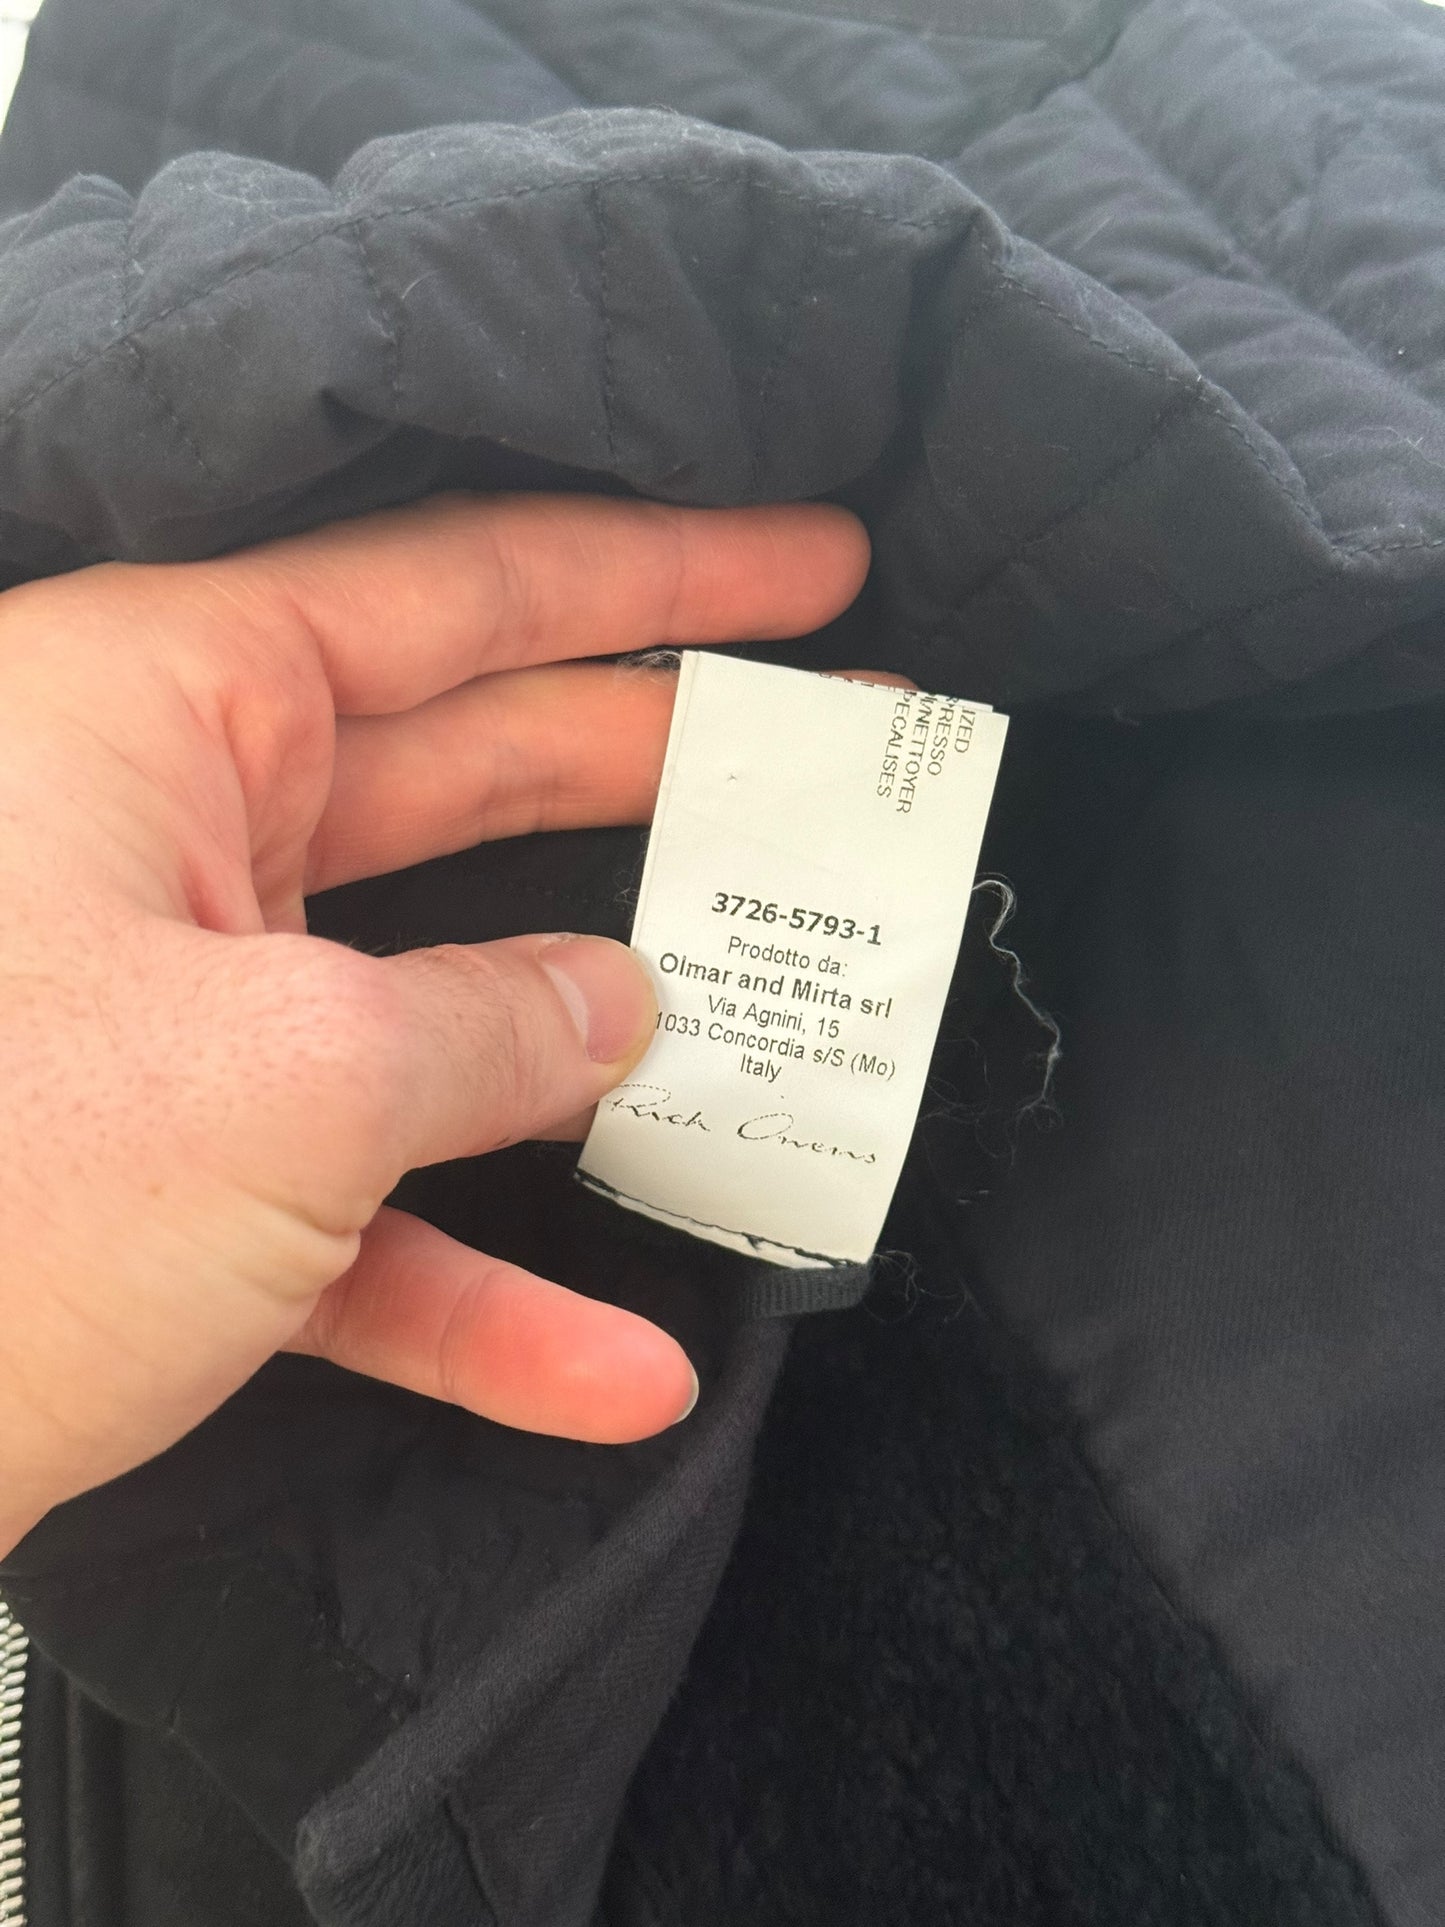 IZED
PRESSO
NETTOYER
PECALISES
3726-5793-1
Prodotto da:
Olmar and Mirta srl
Via Agnini, 15
1033 Concordia s/S (Mo)
Italy
Rick Owens